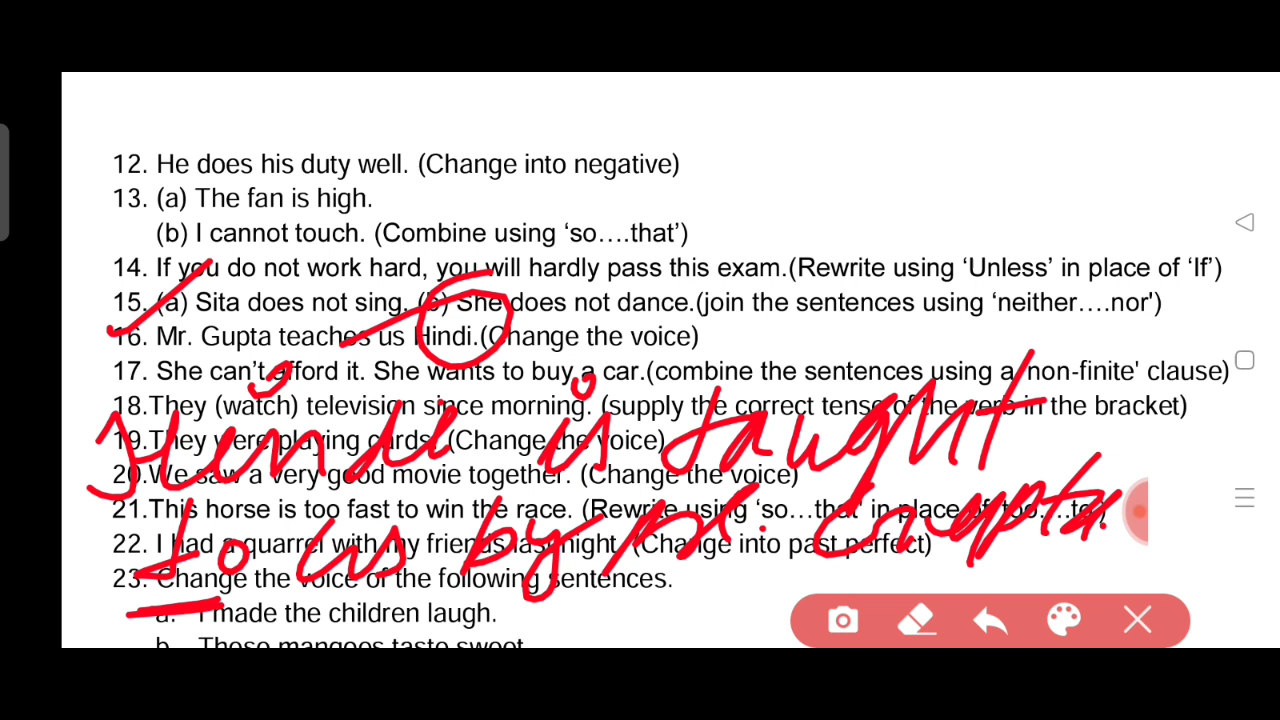 12. He does his duty well. (Change into negative)
13. (a) The fan is high.
(b) I cannot touch. (Combine using ‘so….that’)
14. If you do not work hard, you will hardly pass this exam.(Rewrite using ‘Unless’ in place of ‘If’)
15. (a) Sita does not sing. (b) She does not dance.(join the sentences using ‘neither….nor')
16. Mr. Gupta teaches us Hindi.(Change the voice)
17. She can’t afford it. She wants to buy a car.(combine the sentences using a 'non-finite' clause)
18.They (watch) television since morning. (supply the correct tense of the verb in the bracket)
Hindi is taught
19.They were playing cards. (Change the voice)
20.We saw a very good movie together. (Change the voice)
21.This horse is too fast to win the race. (Rewrite using ‘so…that’ in place of ‘too….to’)
to us by Mr. Gupta.
22. I had a quarrel with my friends last night. (Change into past perfect)
23. Change the voice of the following sentences.
a. I made the children laugh.
b. These mangoes taste sweet